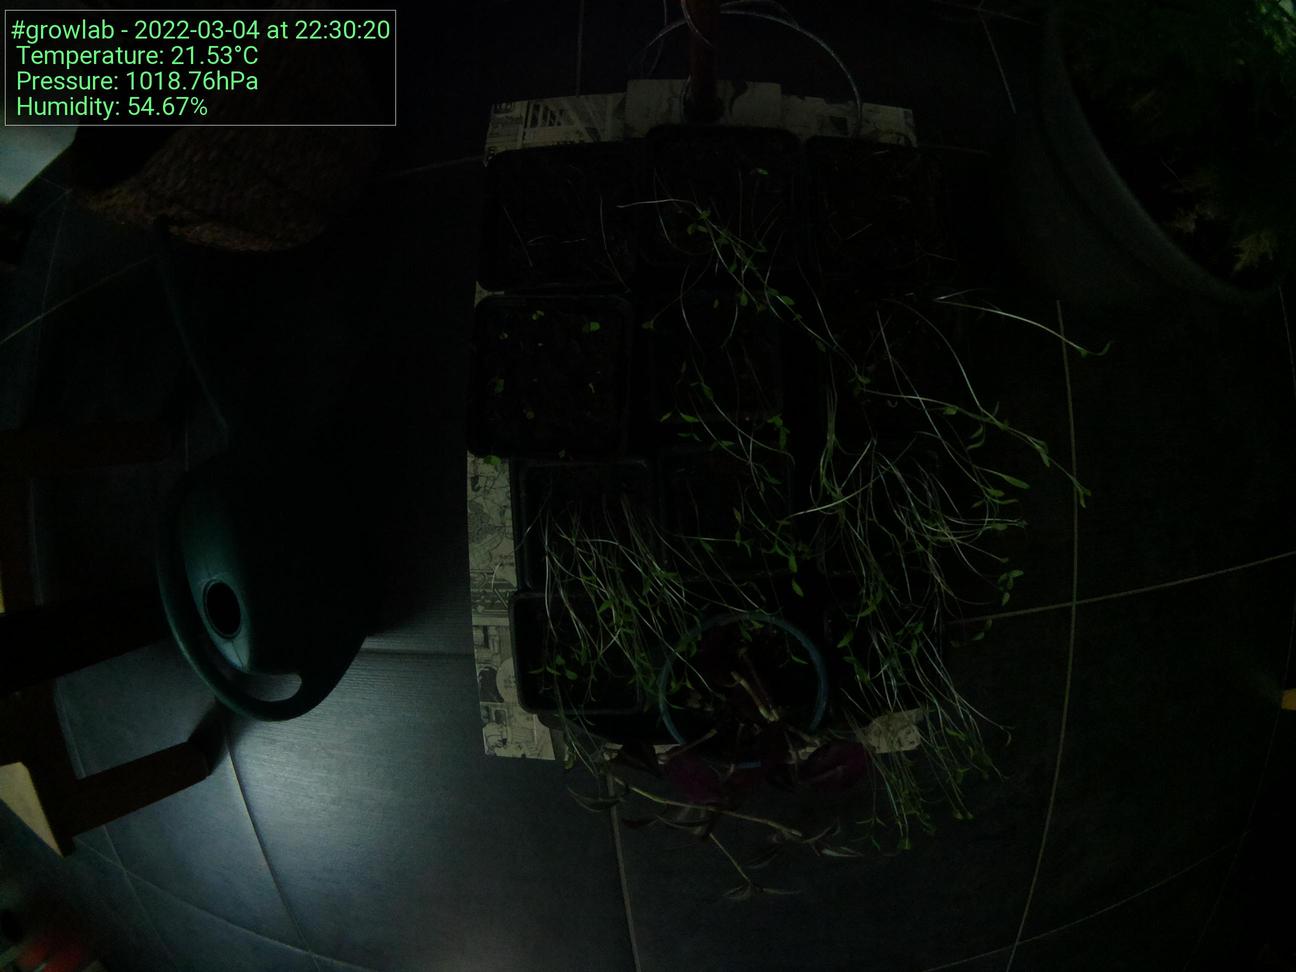 #growlab - 2022-03-04 at 22:30:20
Temperature: 21.53°C
Pressure: 1018.76hPa
Humidity: 54.67%